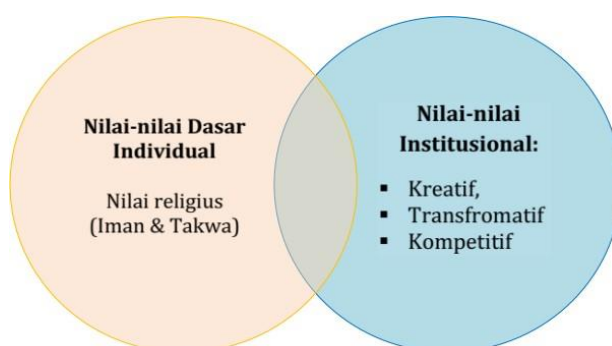 Nilai-nilai Dasar
Individual
Nilai religius
(Iman & Takwa)
Nilai-nilai
Institusional:
▪ Kreatif,
▪ Transfromatif
▪ Kompetitif